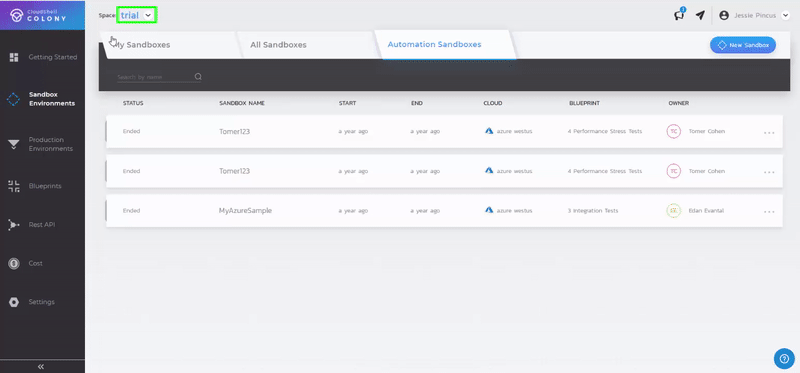 CloudShell
COLONY
Space: trial
Jessie Pincus
Getting Started
Sandbox
Environments
Production
Environments
Blueprints
Rest API
Cost
Settings
My Sandboxes
All Sandboxes
Automation Sandboxes
New Sandbox
Search by name
STATUS SANDBOX NAME START END CLOUD BLUEPRINT OWNER
Ended Tomer123 a year ago a year ago azure westus 4 Performance Stress Tests TC Tomer Cohen
Ended Tomer123 a year ago a year ago azure westus 4 Performance Stress Tests TC Tomer Cohen
Ended MyAzureSample a year ago a year ago azure westus 3 Integration Tests EE Edan Evantal